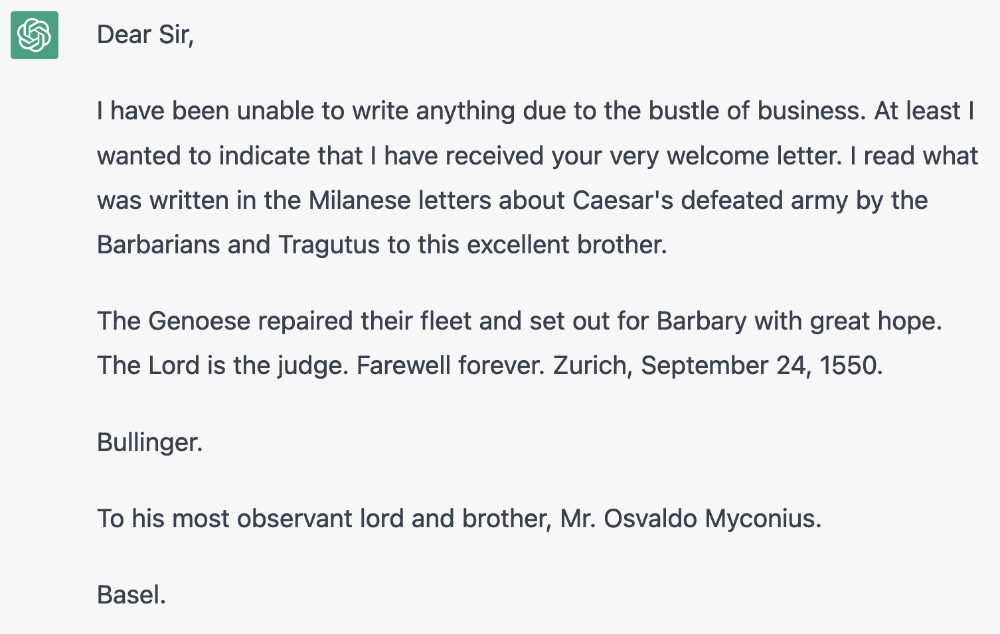 Dear Sir,
I have been unable to write anything due to the bustle of business. At least I
wanted to indicate that I have received your very welcome letter. I read what
was written in the Milanese letters about Caesar's defeated army by the
Barbarians and Tragutus to this excellent brother.
The Genoese repaired their fleet and set out for Barbary with great hope.
The Lord is the judge. Farewell forever. Zurich, September 24, 1550.
Bullinger.
To his most observant lord and brother, Mr. Osvaldo Myconius.
Basel.